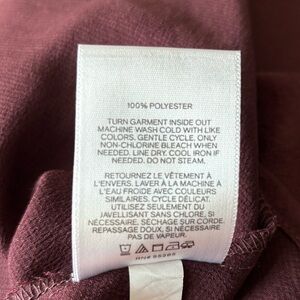 100% POLYESTER
TURN GARMENT INSIDE OUT
MACHINE WASH COLD WITH LIKE
COLORS, GENTLE CYCLE. ONLY
NON-CHLORINE BLEACH WHEN
NEEDED. LINE DRY. COOL IRON IF
NEEDED. DO NOT STEAM.
RETOURNEZ LE VÊTEMENT À
L'ENVERS. LAVER À LA MACHINE À
L'EAU FROIDE AVEC COULEURS
SIMILAIRES, CYCLE DÉLICAT.
UTILISEZ SEULEMENT DU
JAVELLISANT SANS CHLORE, SI
NÉCESSAIRE. SÉCHAGE SUR CORDE.
REPASSAGE DOUX, SI NÉCESSAIRE
PAS DE VAPEUR.
RN#